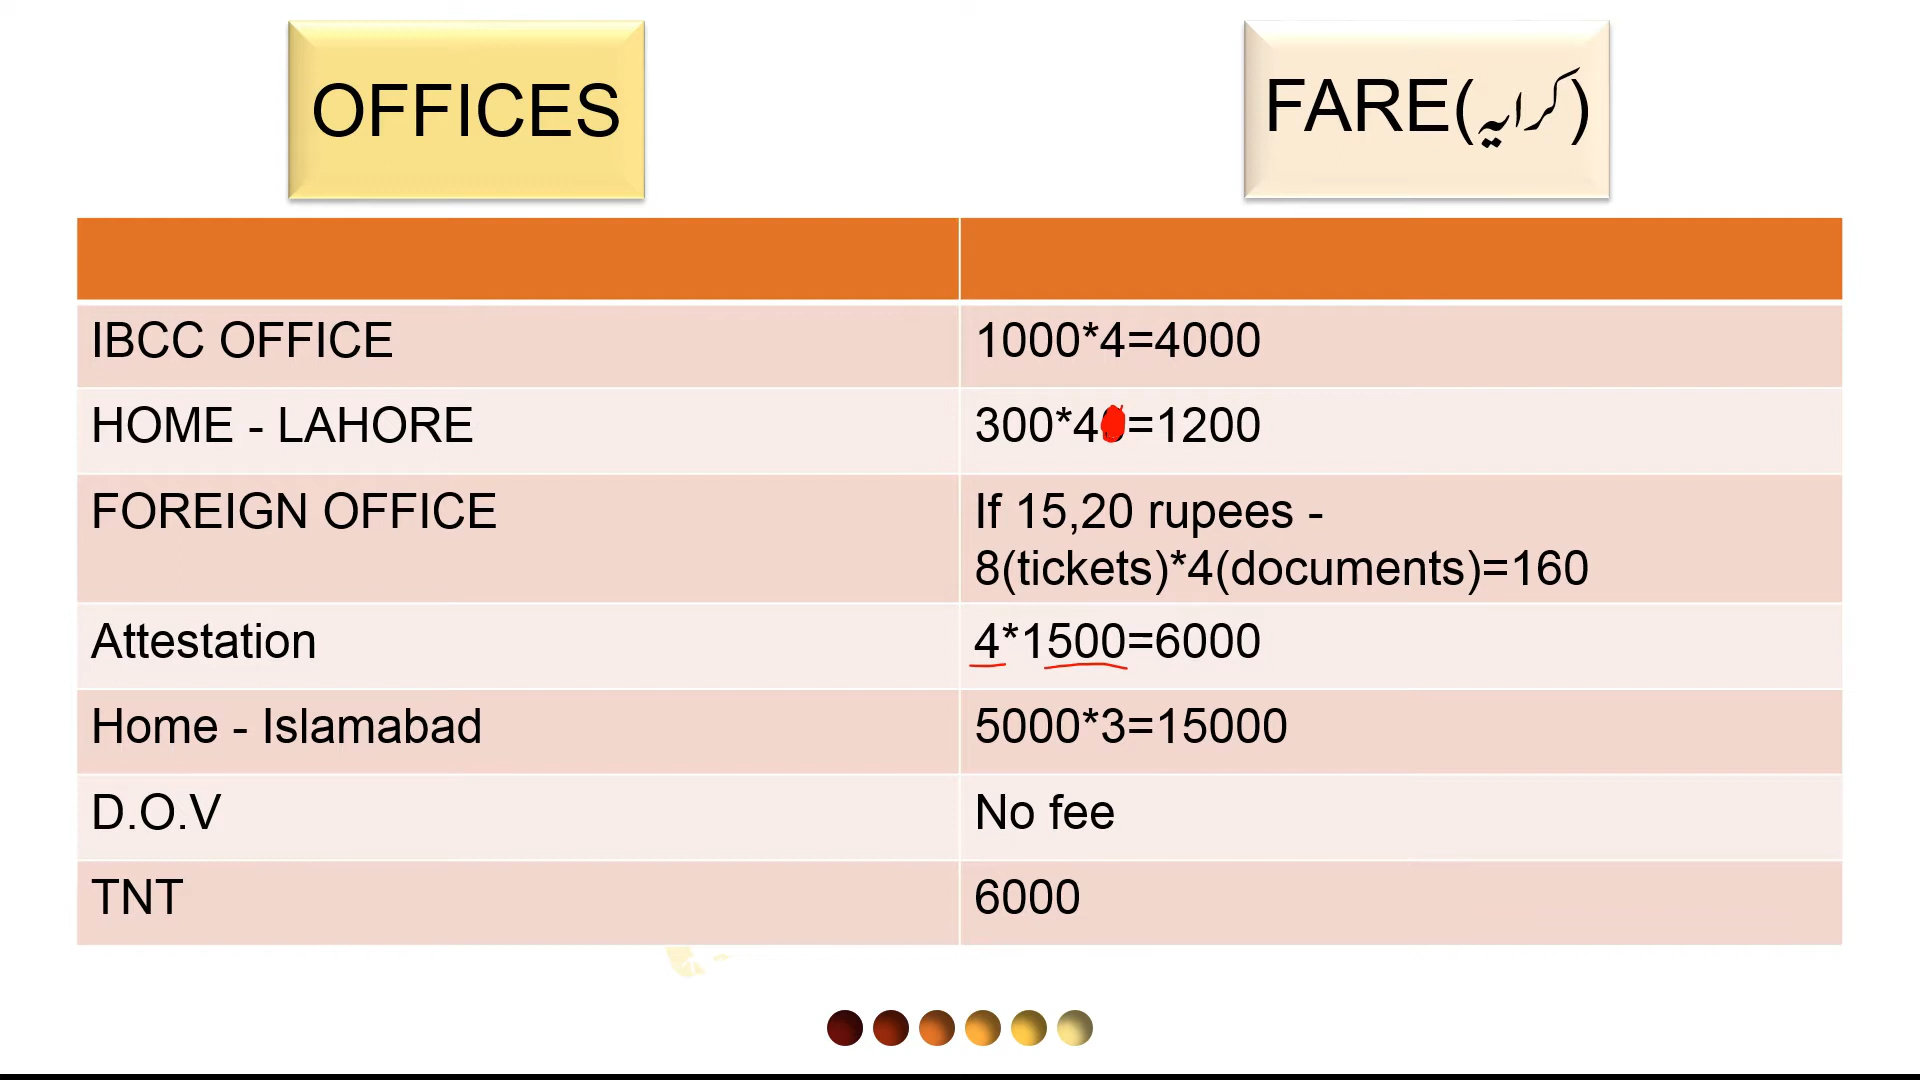 OFFICES
FARE(کرایہ)
IBCC OFFICE
1000*4=4000
HOME - LAHORE
300*4=1200
FOREIGN OFFICE
If 15,20 rupees -
8(tickets)*4(documents)=160
Attestation
4*1500=6000
Home - Islamabad
5000*3=15000
D.O.V
No fee
TNT
6000